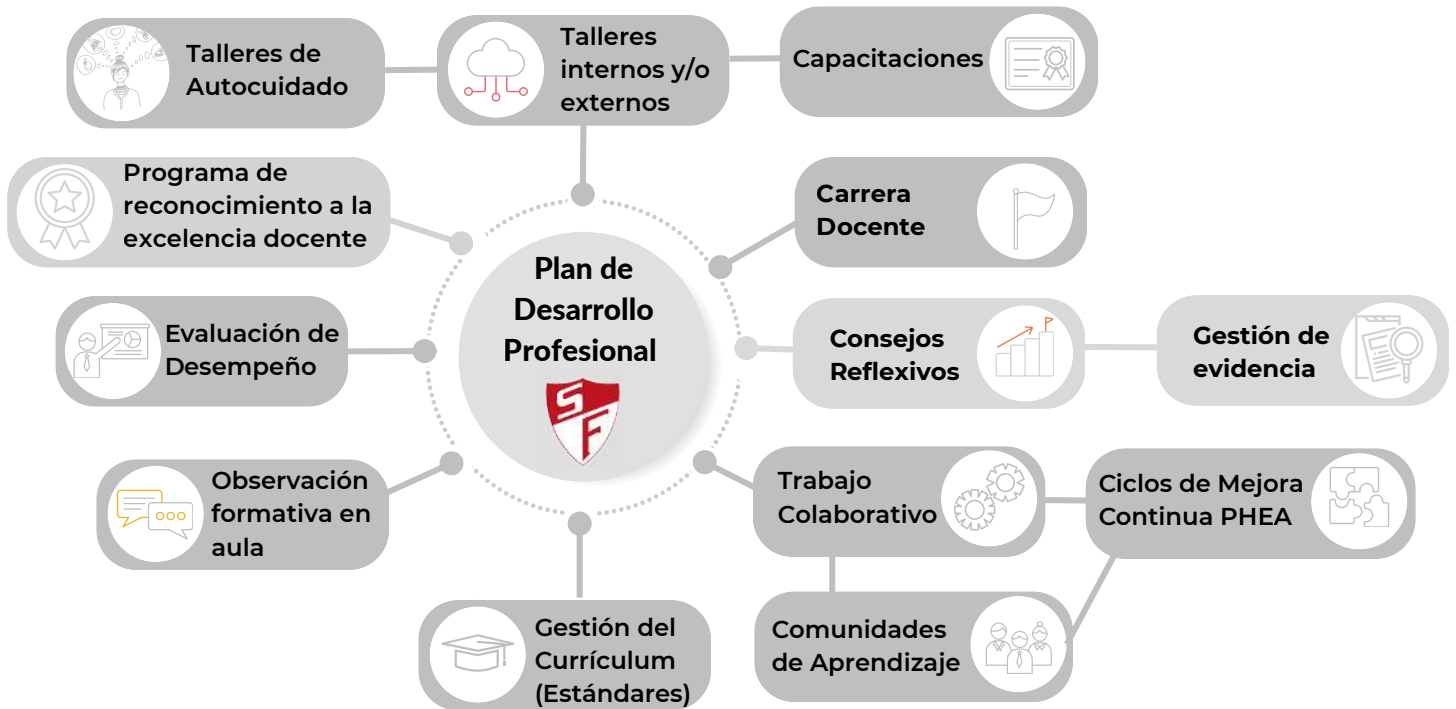 Talleres de
Autocuidado
Talleres
internos y/o
externos
Capacitaciones
Programa de
reconocimiento a la
excelencia docente
Carrera
Docente
Plan de
Desarrollo
Profesional
SF
Evaluación de
Desempeño
Consejos
Reflexivos
Gestión de
evidencia
Observación
formativa en
aula
Trabajo
Colaborativo
Ciclos de Mejora
Continua PHEA
Gestión del
Currículum
(Estándares)
Comunidades
de Aprendizaje